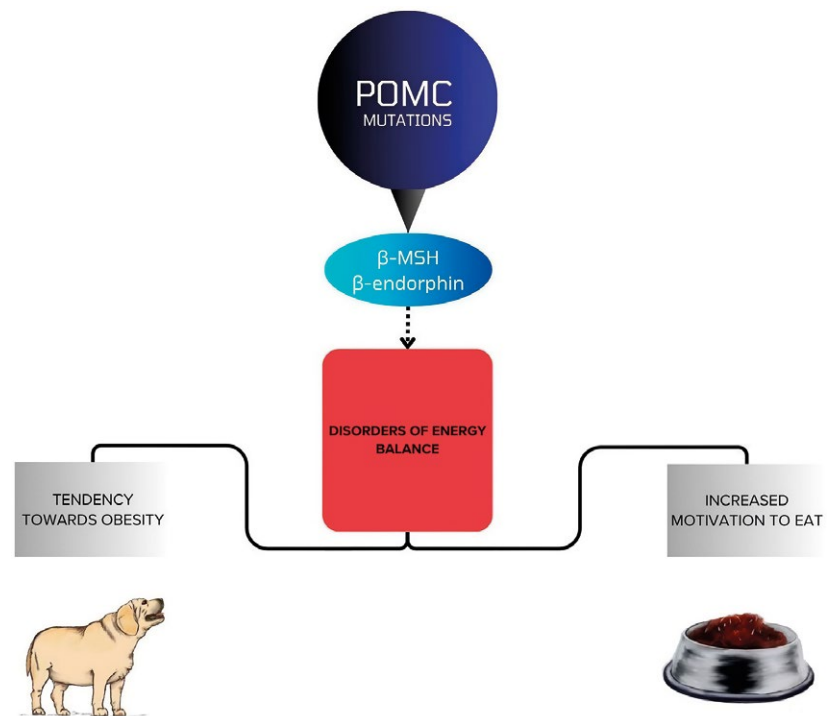 POMC
MUTATIONS
β-MSH
β-endorphin
DISORDERS OF ENERGY
BALANCE
TENDENCY
TOWARDS OBESITY
INCREASED
MOTIVATION TO EAT